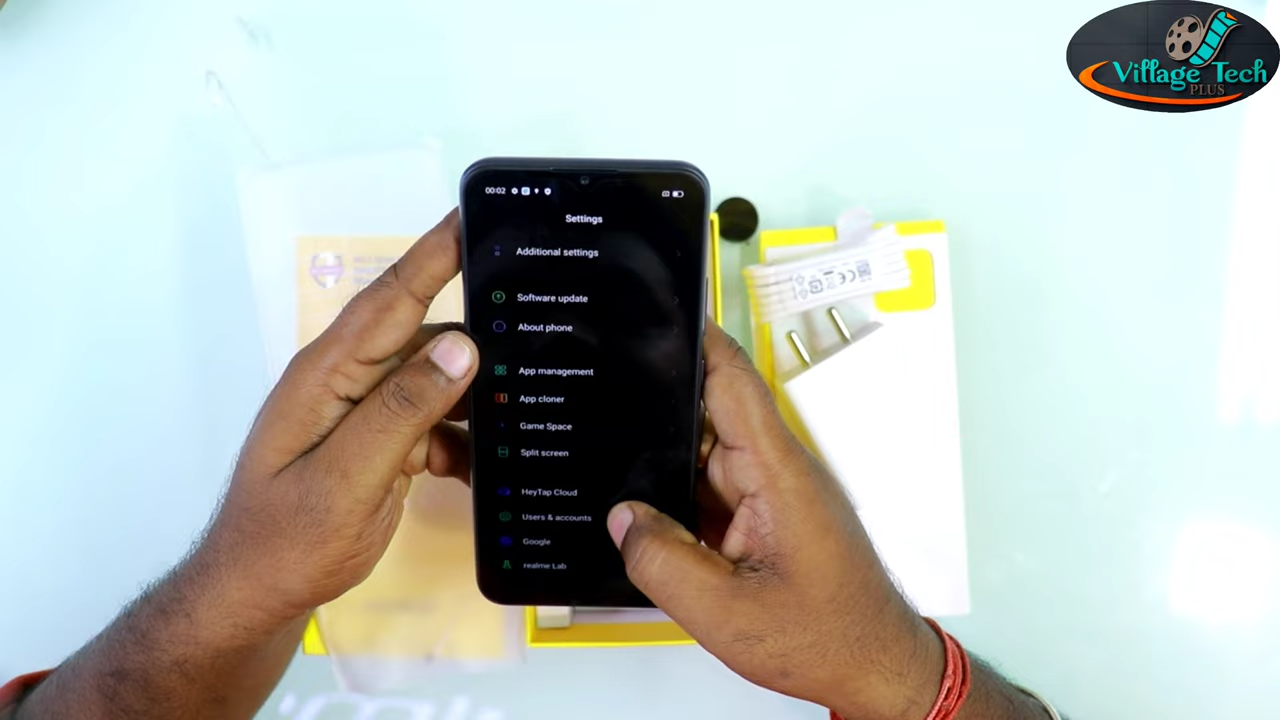 Village Tech
PLUS
00:02
Settings
Additional settings
Software update
About phone
App management
App cloner
Game Space
Split screen
HeyTap Cloud
Users & accounts
Google
realme Lab